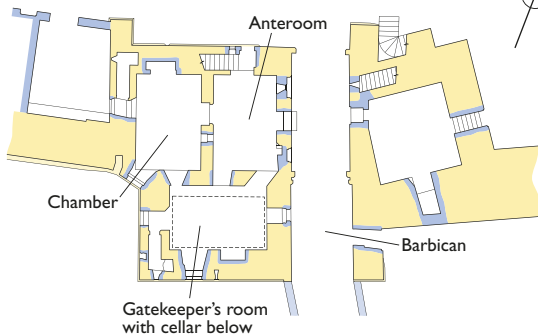 Anteroom
Chamber
Barbican
Gatekeeper's room
with cellar below